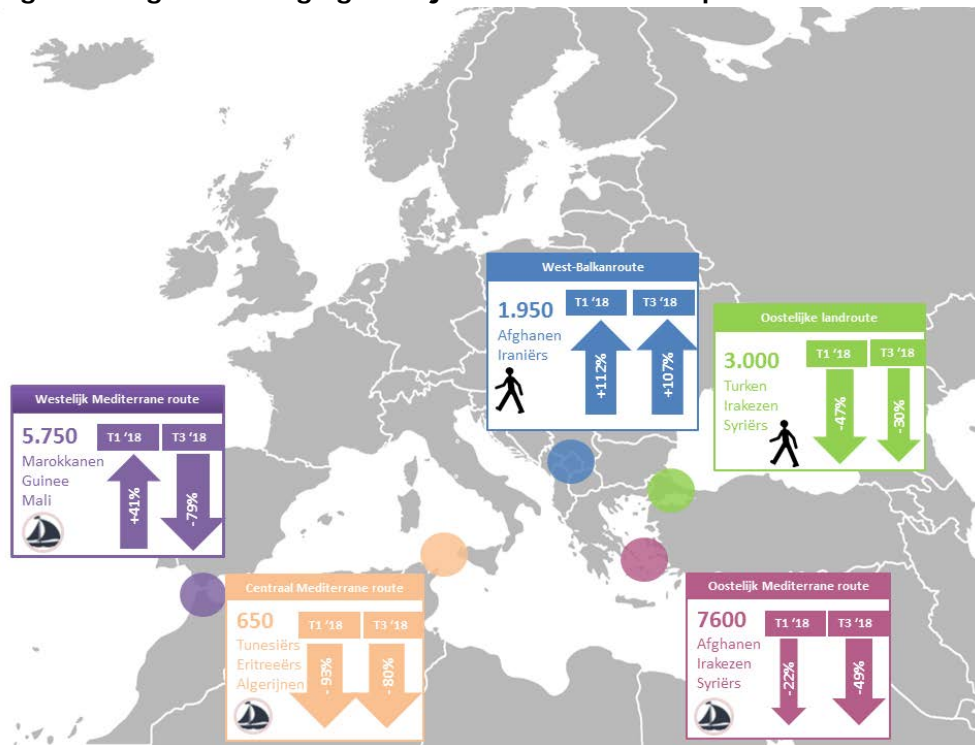 West-Balkanroute
1.950
T1 '18
T3 '18
Afghanen
Iraniërs
+112%
+107%
Oostelijke landroute
3.000
T1 '18
T3 '18
Turken
Irakezen
Syriërs
-47%
-30%
Westelijk Mediterrane route
5.750
T1 '18
T3 '18
Marokkanen
Guinee
Mali
+41%
-79%
Centraal Mediterrane route
650
T1 '18
T3 '18
Tunesiërs
Eritreeërs
Algerijnen
- 93%
- 80%
Oostelijk Mediterrane route
7600
T1 '18
T3 '18
Afghanen
Irakezen
Syriërs
-22%
-49%